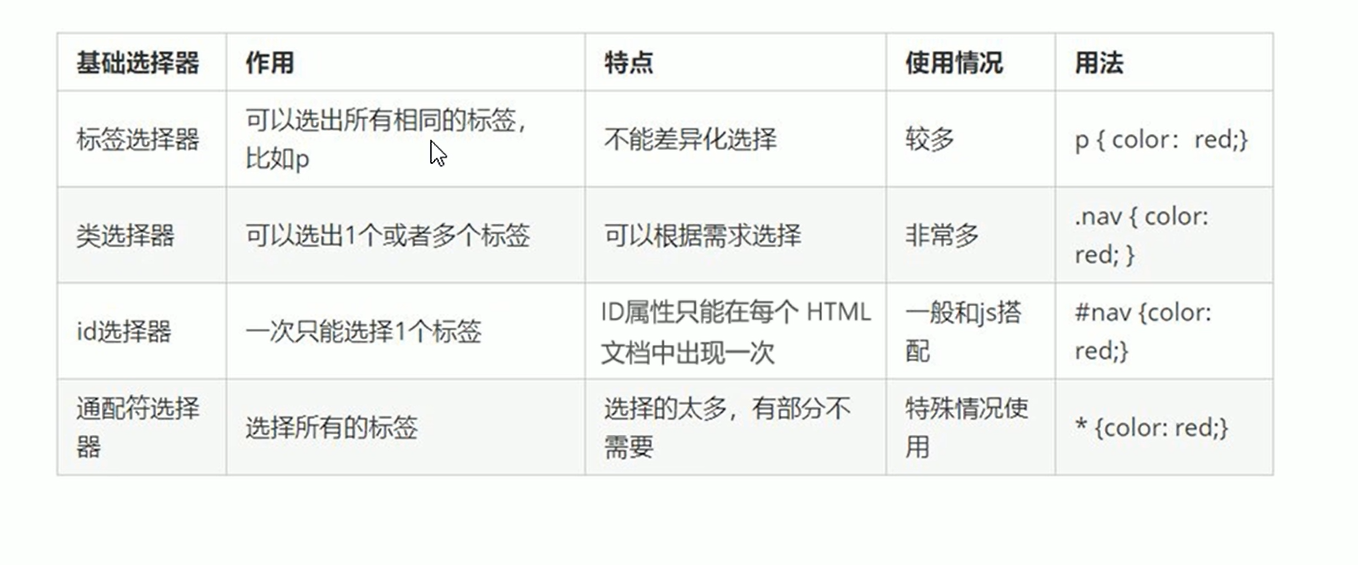 基础选择器 作用 特点 使用情况 用法
标签选择器 可以选出所有相同的标签，
比如p 不能差异化选择 较多 p { color：red;}
类选择器 可以选出1个或者多个标签 可以根据需求选择 非常多 .nav { color:
red; }
id选择器 一次只能选择1个标签 ID属性只能在每个 HTML
文档中出现一次 一般和js搭
配 #nav {color:
red;}
通配符选择
器 选择所有的标签 选择的太多，有部分不
需要 特殊情况使
用 * {color: red;}